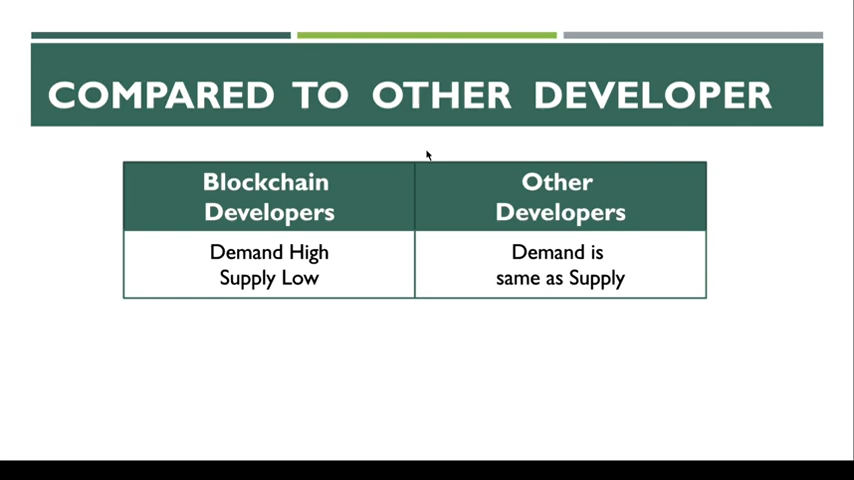 COMPARED TO OTHER DEVELOPER
Blockchain
Developers
Other
Developers
Demand High
Supply Low
Demand is
same as Supply